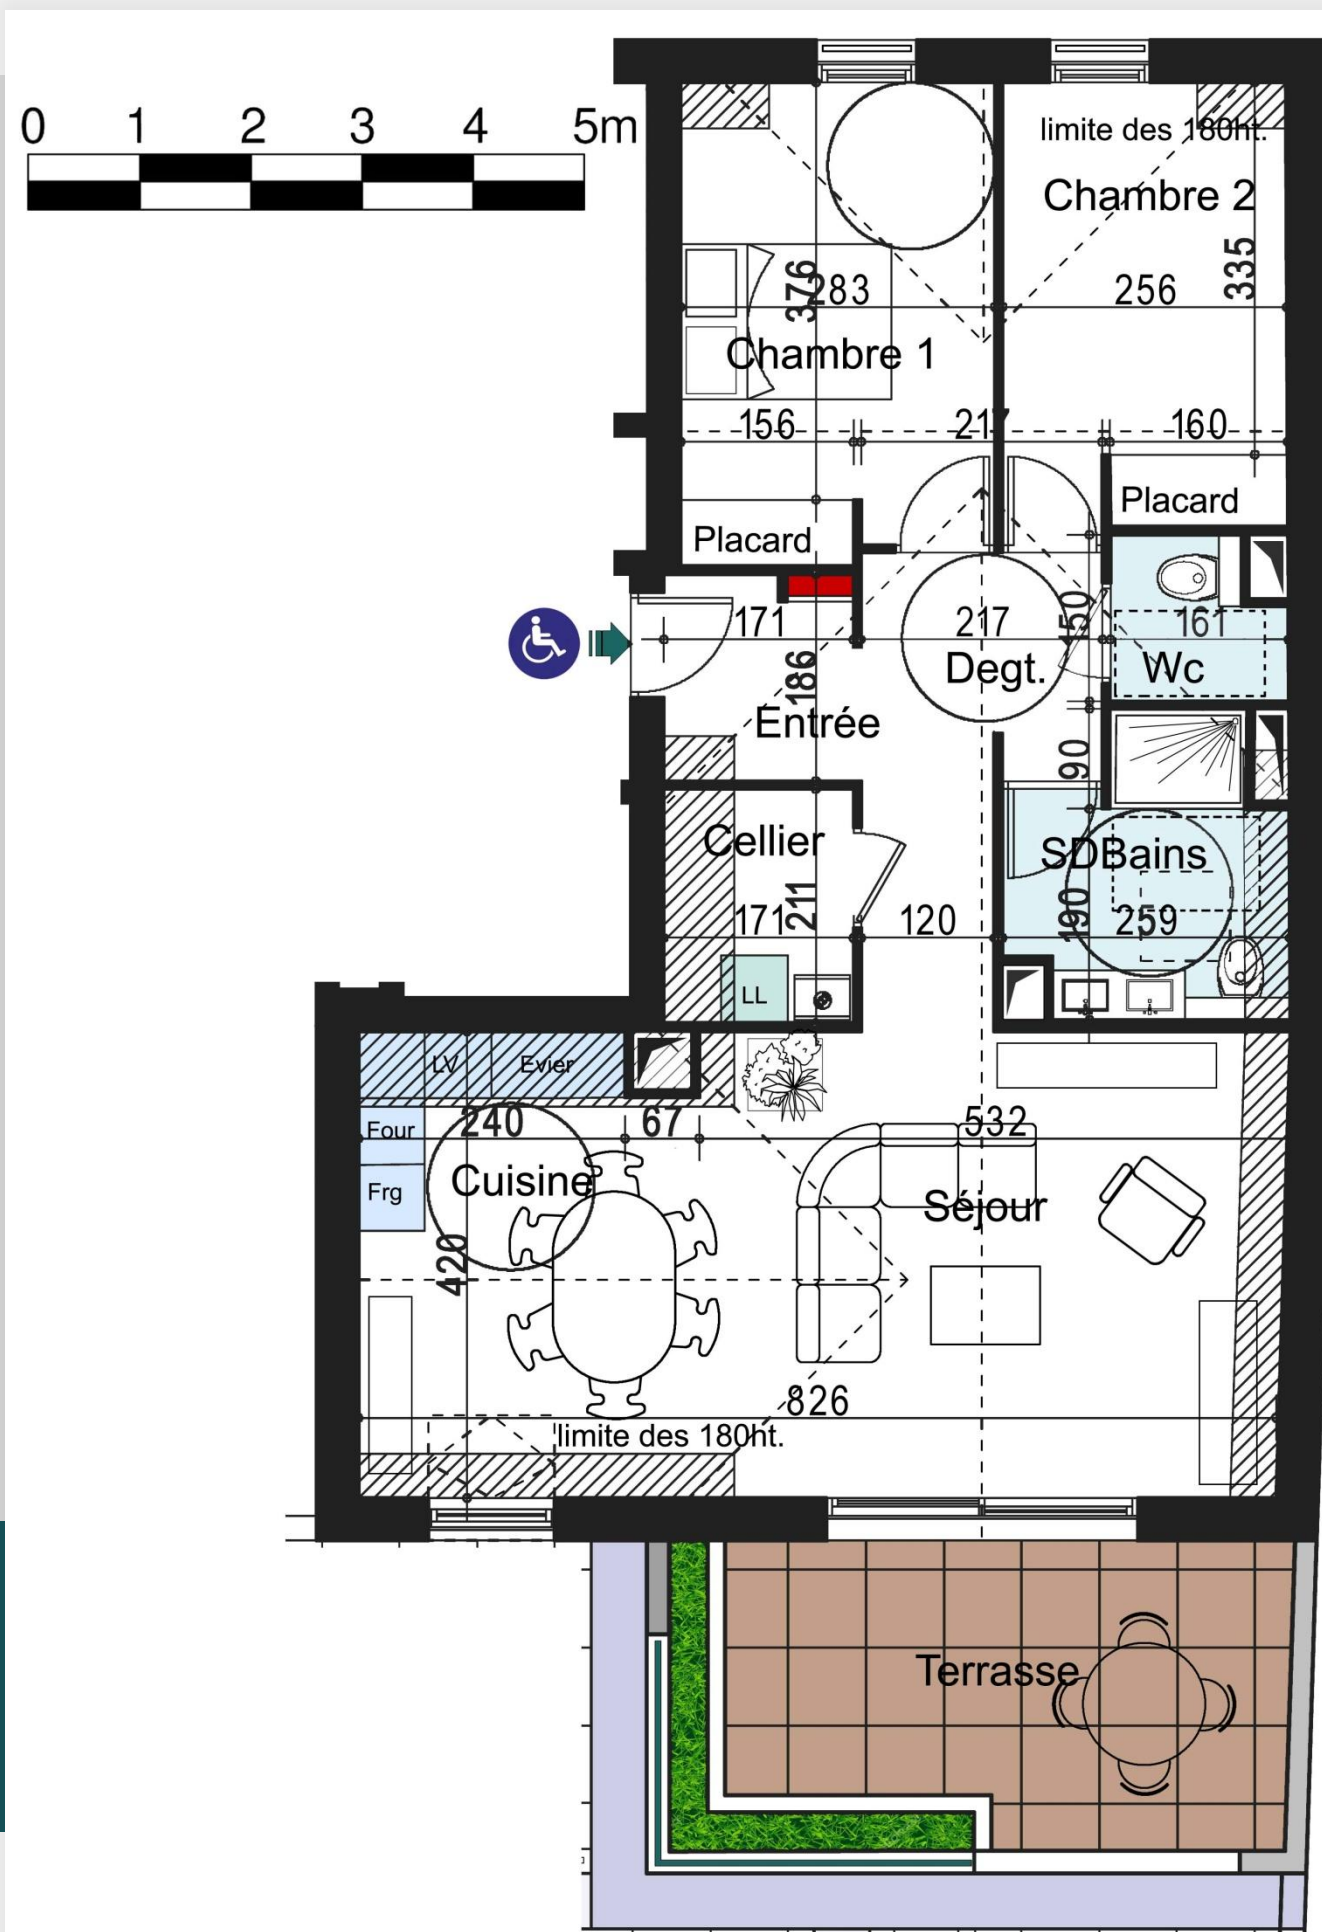 0 1 2 3 4 5m
limite des 180ht.
Chambre 2
335
376
283
256
Chambre 1
156
217
160
Placard
Placard
171
217
150
161
Degt.
Wc
186
Entrée
90
Cellier
SDBains
211
171
120
190
259
LL
LV
Evier
Four
240
67
532
Frg
Cuisine
Séjour
420
826
limite des 180ht.
Terrasse